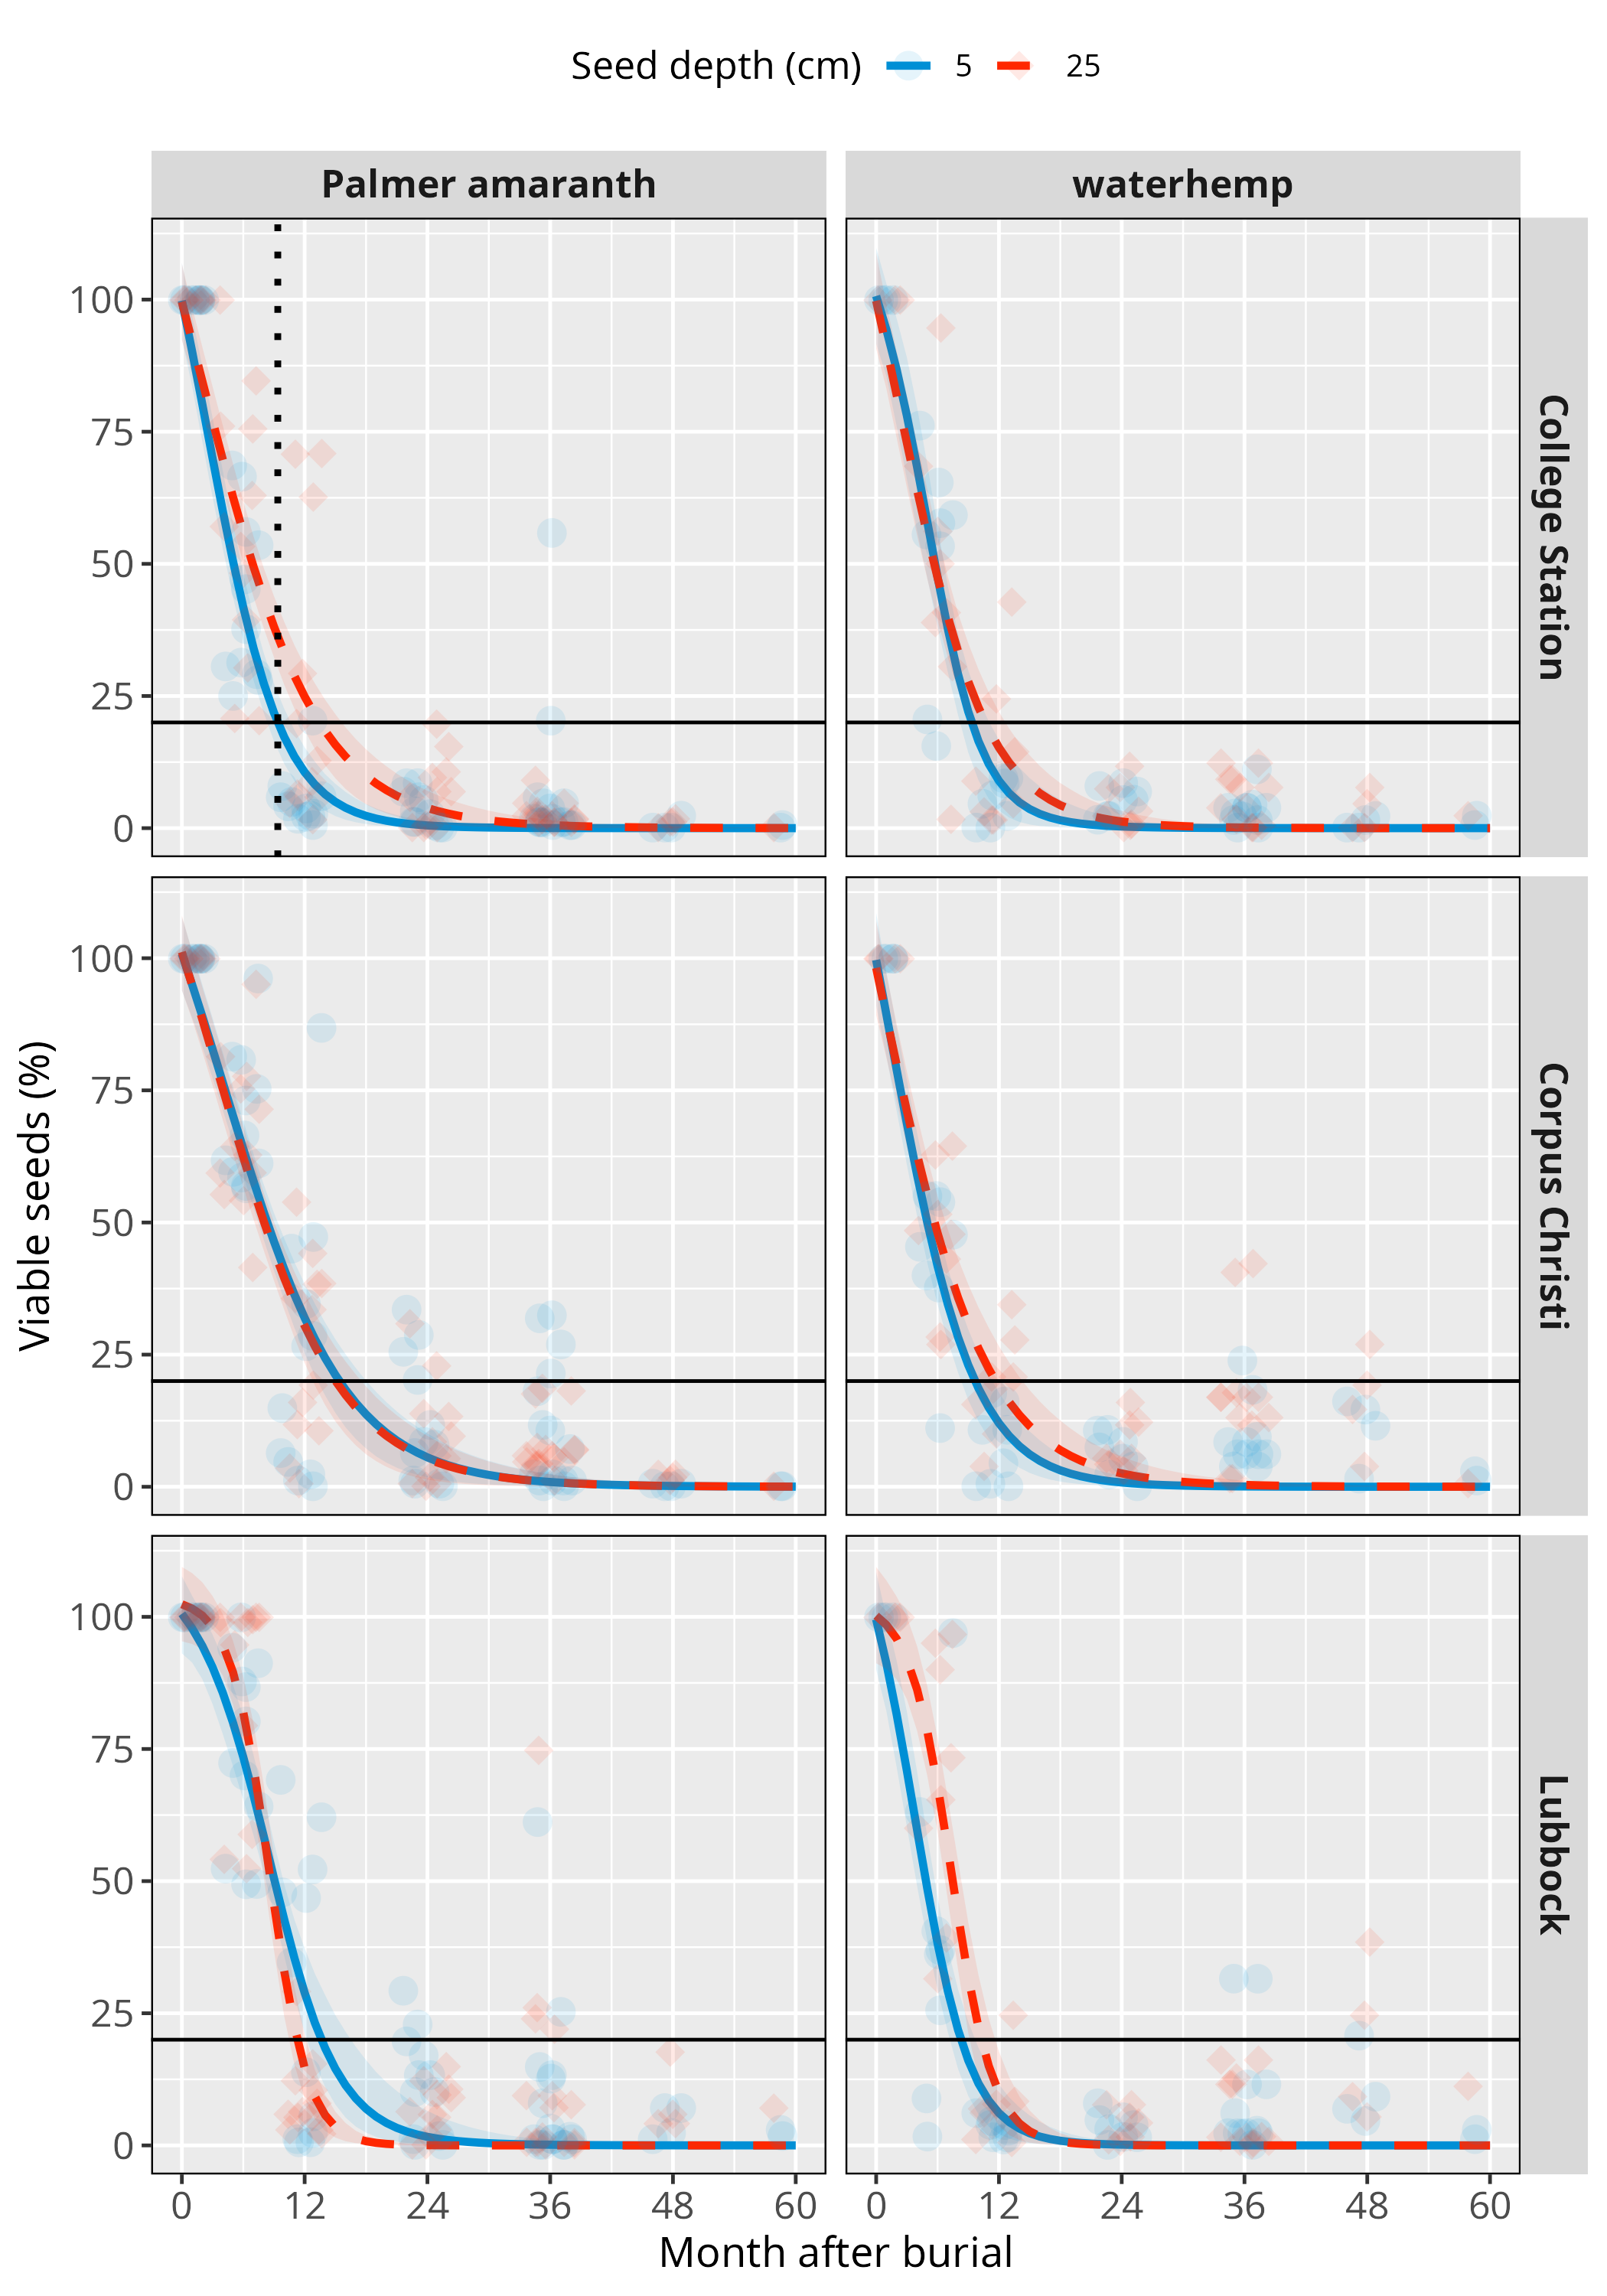 Seed depth (cm) 5 25
Palmer amaranth waterhemp
100
75
50
25
0
College Station
100
75
50
25
0
Corpus Christi
Viable seeds (%)
100
75
50
25
0
Lubbock
0 12 24 36 48 60 0 12 24 36 48 60
Month after burial